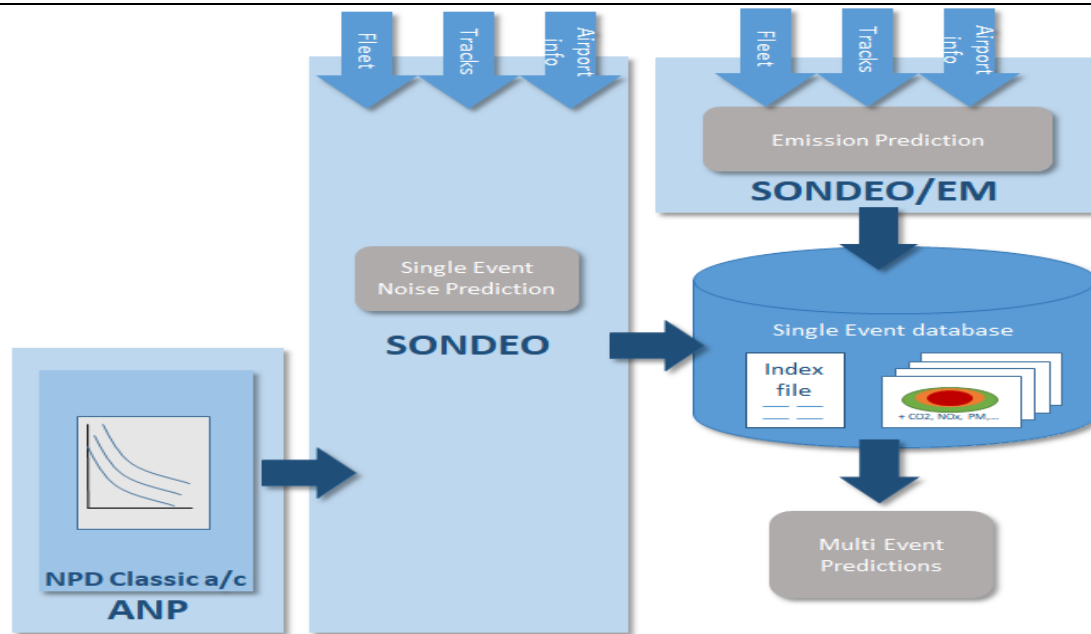 Fleet
Tracks
Airport
info
Fleet
Tracks
Airport
info
Emission Prediction
SONDEO/EM
Single Event
Noise Prediction
SONDEO
Single Event database
Index
file
+ CO2, NOx, PM,...
NPD Classic a/c
ANP
Multi Event
Predictions